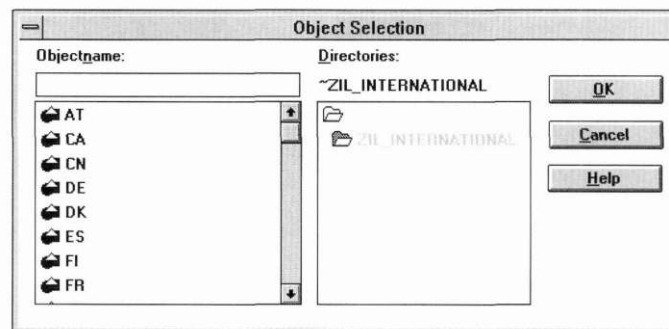 Object Selection
Objectname:
AT
CA
CN
DE
DK
ES
FI
FR
Directories:
~ZIL_INTERNATIONAL
ZIL_INTERNATIONAL
OK
Cancel
Help